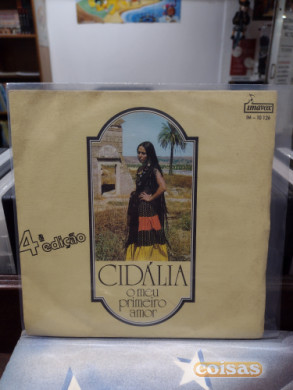 imavox
4ª edição
CIDÁLIA
o meu
primeiro
amor
coisas